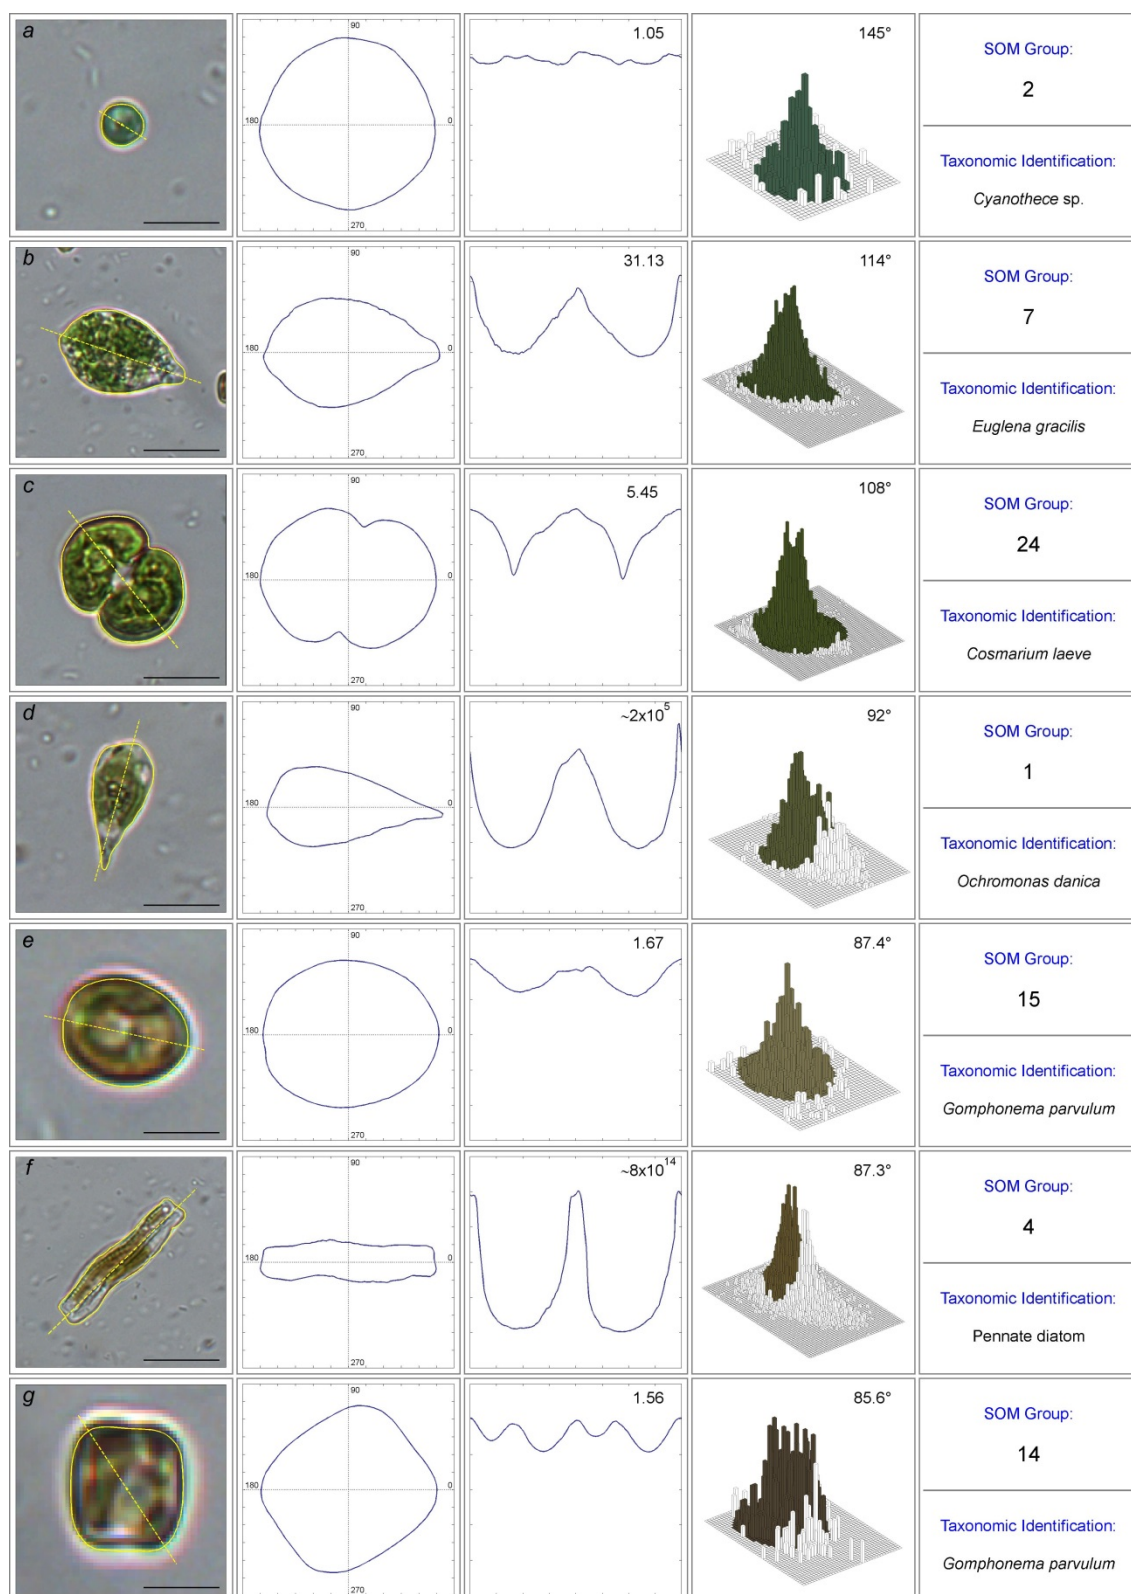 a
90
180
0
270
1.05
145°
SOM Group:
2
Taxonomic Identification:
Cyanothece sp.
b
90
180
0
270
31.13
114°
SOM Group:
7
Taxonomic Identification:
Euglena gracilis
c
90
180
0
270
5.45
108°
SOM Group:
24
Taxonomic Identification:
Cosmarium laeve
d
90
180
0
270
~2x10^5
92°
SOM Group:
1
Taxonomic Identification:
Ochromonas danica
e
90
180
0
270
1.67
87.4°
SOM Group:
15
Taxonomic Identification:
Gomphonema parvulum
f
90
180
0
270
~8x10^14
87.3°
SOM Group:
4
Taxonomic Identification:
Pennate diatom
g
90
180
0
270
1.56
85.6°
SOM Group:
14
Taxonomic Identification:
Gomphonema parvulum